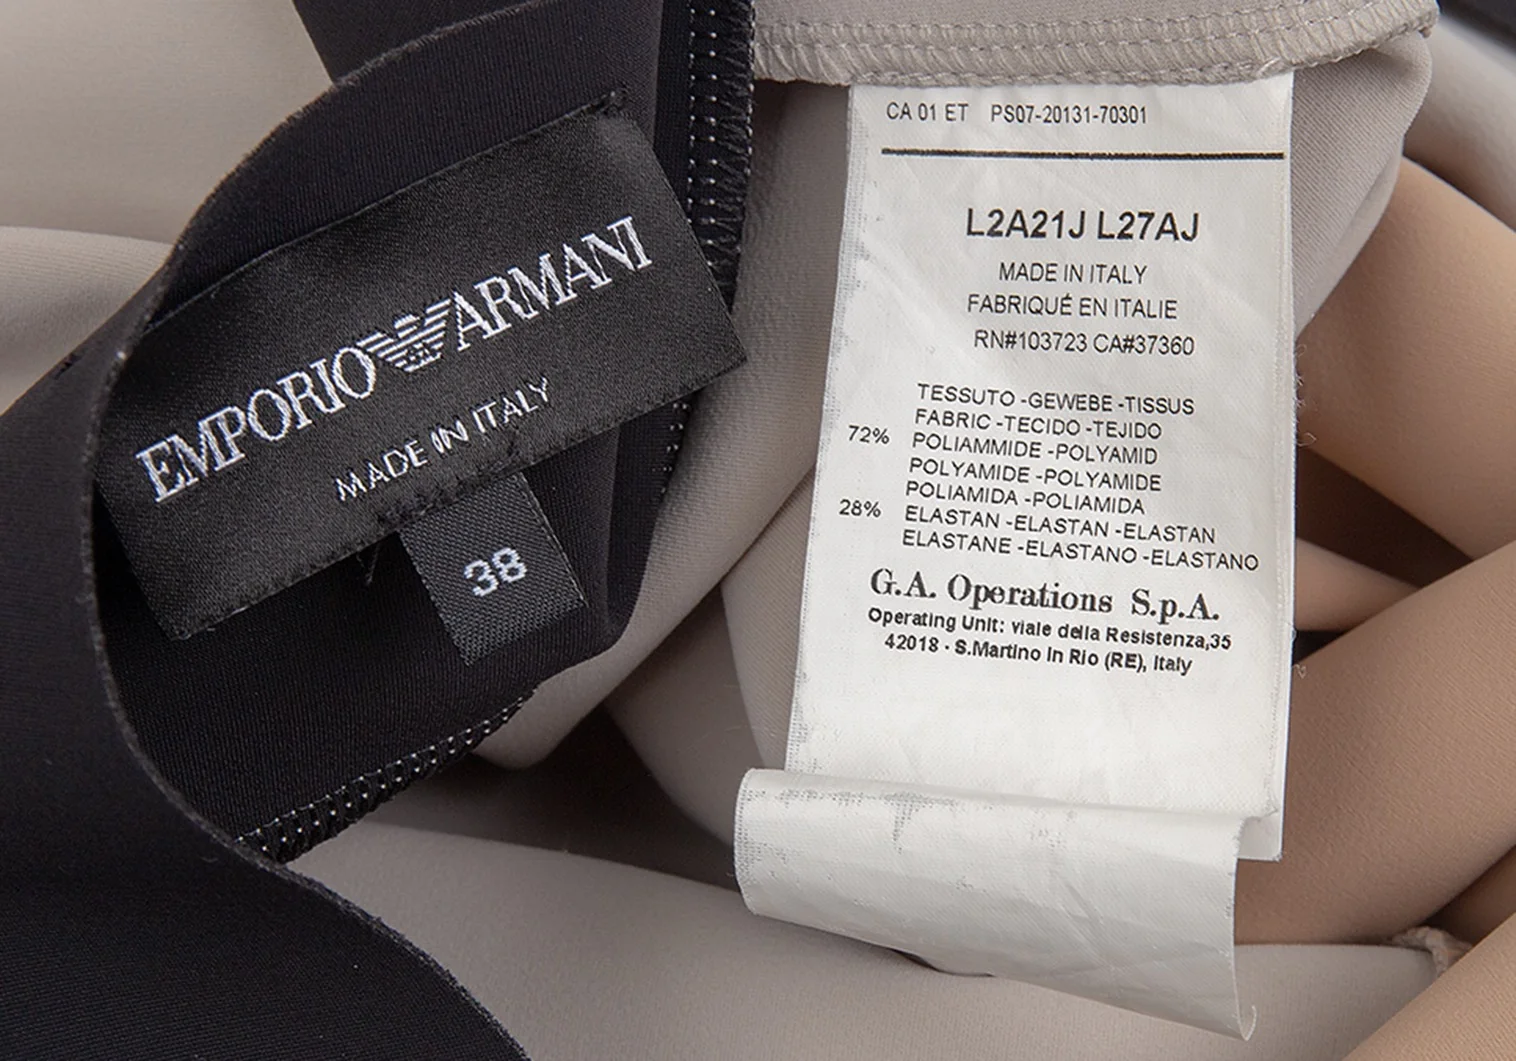 EMPORIO ARMANI
MADE IN ITALY
38
CA 01 ET PS07-20131-70301
L2A21J L27AJ
MADE IN ITALY
FABRIQUÉ EN ITALIE
RN#103723 CA#37360
TESSUTO -GEWEBE -TISSUS
FABRIC -TECIDO -TEJIDO
72% POLIAMMIDE -POLYAMID
POLYAMIDE -POLYAMIDE
POLIAMIDA -POLIAMIDA
28% ELASTAN -ELASTAN -ELASTAN
ELASTANE -ELASTANO -ELASTANO
G.A. Operations S.p.A.
Operating Unit: viale della Resistenza,35
42018 - S.Martino in Rio (RE), Italy